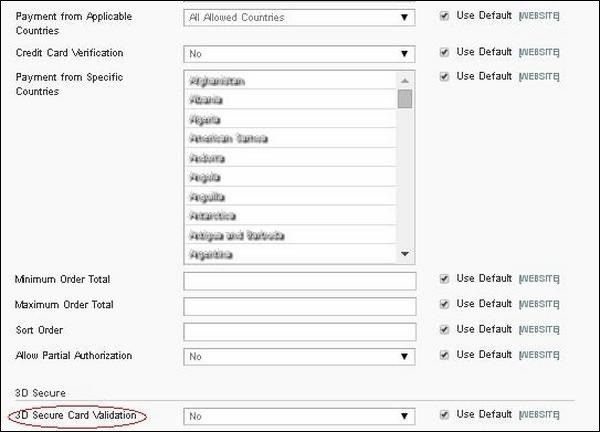 Payment from Applicable Countries All Allowed Countries Use Default [WEBSITE]
Credit Card Verification No Use Default [WEBSITE]
Payment from Specific Countries Use Default [WEBSITE]
Afghanistan
Albania
Algeria
American Samoa
Andorra
Angola
Anguilla
Antarctica
Antigua and Barbuda
Argentina
Minimum Order Total Use Default [WEBSITE]
Maximum Order Total Use Default [WEBSITE]
Sort Order Use Default [WEBSITE]
Allow Partial Authorization No Use Default [WEBSITE]
3D Secure
3D Secure Card Validation No Use Default [WEBSITE]